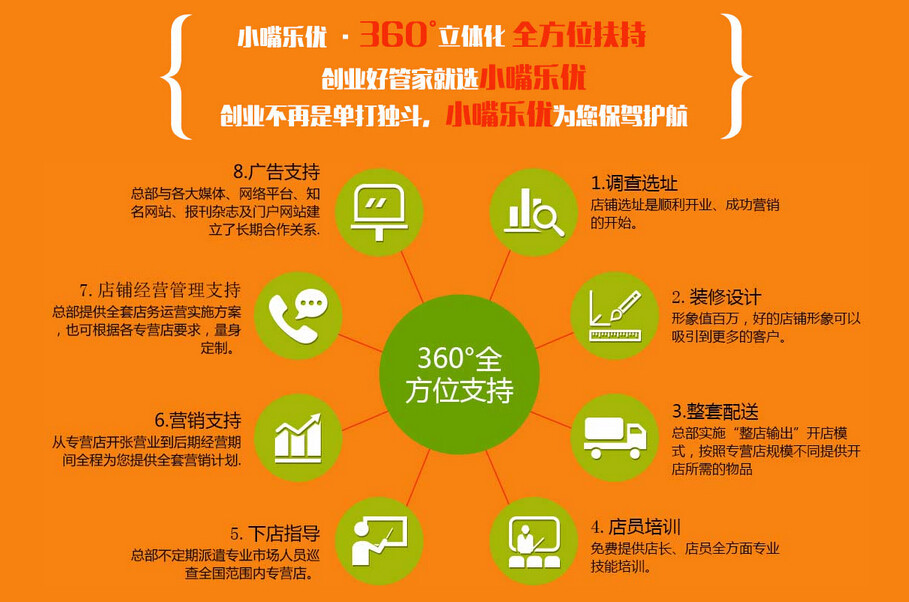 小嘴乐优 · 360°立体化 全方位扶持
创业好管家就选小嘴乐优
创业不再是单打独斗，小嘴乐优为您保驾护航
8.广告支持
总部与各大媒体、网络平台、知
名网站、报刊杂志及门户网站建
立了长期合作关系.
1.调查选址
店铺选址是顺利开业、成功营销
的开始。
7. 店铺经营管理支持
总部提供全套店务运营实施方案
，也可根据各专营店要求，量身
定制。
2. 装修设计
形象值百万，好的店铺形象可以
吸引到更多的客户。
360°全
方位支持
6.营销支持
从专营店开张营业到后期经营期
间全程为您提供全套营销计划.
3.整套配送
总部实施“整店输出”开店模
式，按照专营店规模不同提供开
店所需的物品
5. 下店指导
总部不定期派遣专业市场人员巡
查全国范围内专营店。
4. 店员培训
免费提供店长、店员全方面专业
技能培训。